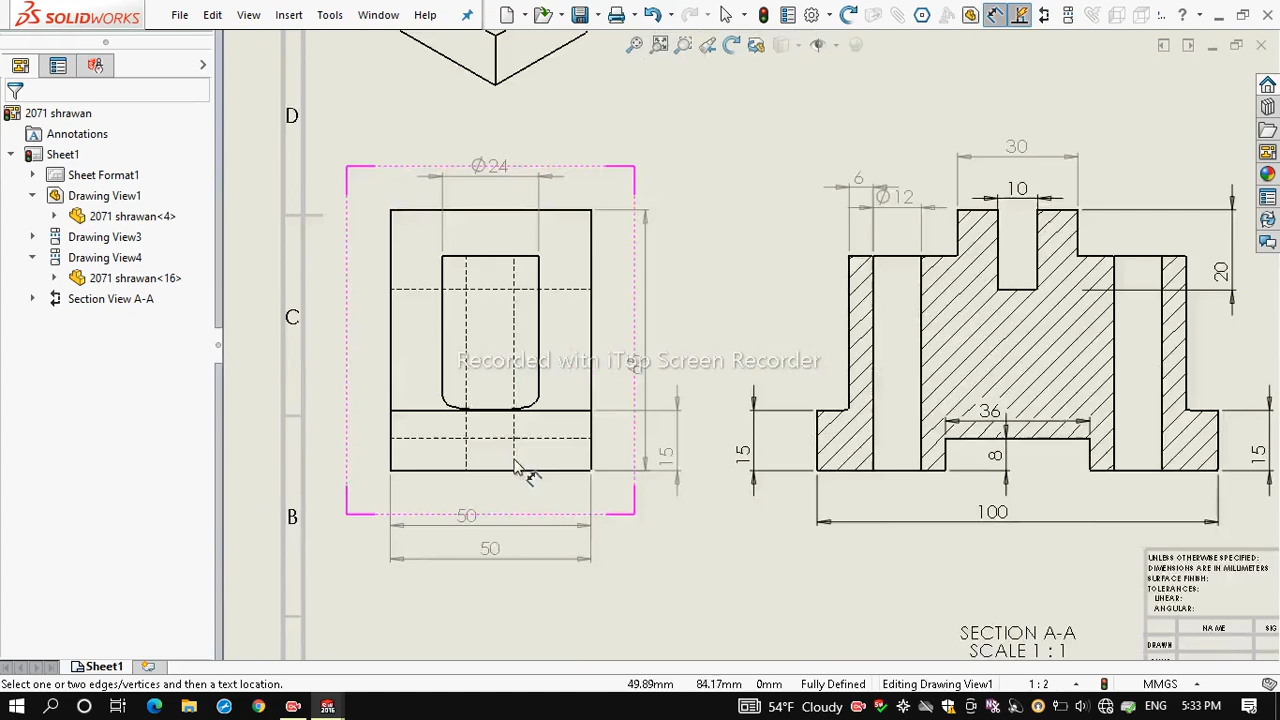 SOLIDWORKS
File Edit View Insert Tools Window Help
2071 shrawan
Annotations
Sheet1
Sheet Format1
Drawing View1
2071 shrawan<4>
Drawing View3
Drawing View4
2071 shrawan<16>
Section View A-A
D
C
B
Ø24
15
50
50
30
6
Ø12
10
20
36
8
15
15
100
Recorded with iTop Screen Recorder
SECTION A-A
SCALE 1 : 1
UNLESS OTHERWISE SPECIFIED:
DIMENSIONS ARE IN MILLIMETERS
SURFACE FINISH:
TOLERANCES:
LINEAR:
ANGULAR:
NAME
SIG
DRAWN
Sheet1
Select one or two edges/vertices and then a text location.
49.89mm 84.17mm 0mm Fully Defined Editing Drawing View1 1 : 2 MMGS
54°F Cloudy ENG 5:33 PM